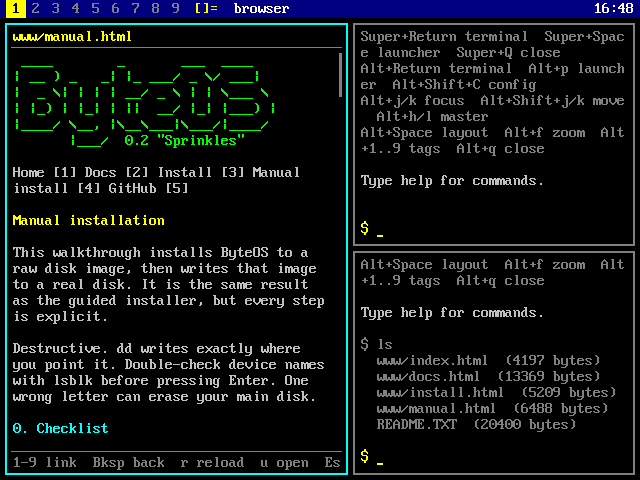 1 2 3 4 5 6 7 8 9 []= browser 16:48
www/manual.html
ByteOS
0.2 "Sprinkles"
Home [1] Docs [2] Install [3] Manual
install [4] GitHub [5]
Manual installation
This walkthrough installs ByteOS to a
raw disk image, then writes that image
to a real disk. It is the same result
as the guided installer, but every step
is explicit.
Destructive. dd writes exactly where
you point it. Double-check device names
with lsblk before pressing Enter. One
wrong letter can erase your main disk.
0. Checklist
1-9 link  Bksp back  r reload  u open  Es
Super+Return terminal  Super+Spac
e launcher  Super+Q close
Alt+Return terminal  Alt+p launch
er  Alt+Shift+C config
Alt+j/k focus  Alt+Shift+j/k move
  Alt+h/l master
Alt+Space layout  Alt+f zoom  Alt
+1..9 tags  Alt+q close
Type help for commands.
$ _
Alt+Space layout  Alt+f zoom  Alt
+1..9 tags  Alt+q close
Type help for commands.
$ ls
www/index.html  (4197 bytes)
www/docs.html  (13369 bytes)
www/install.html  (5209 bytes)
www/manual.html  (6488 bytes)
README.TXT  (20400 bytes)
$ _